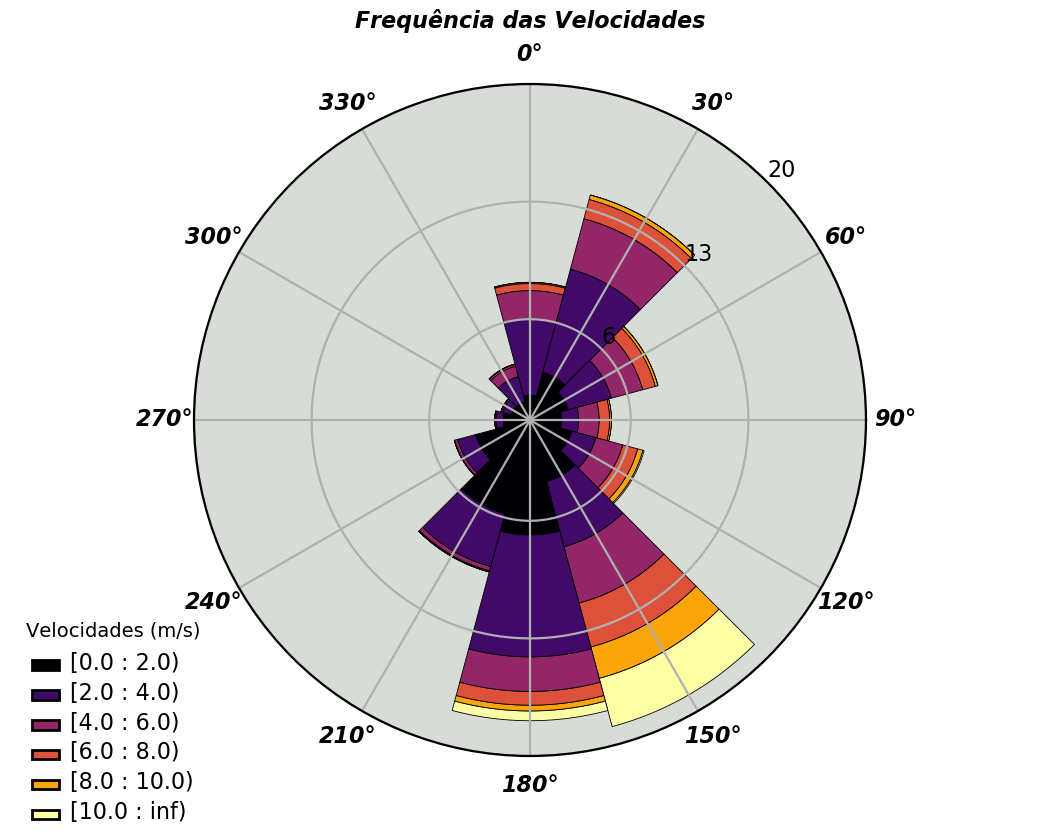 Frequência das Velocidades
0°
330°
30°
20
300°
60°
13
6
270°
90°
240°
120°
210°
150°
180°
Velocidades (m/s)
[0.0 : 2.0)
[2.0 : 4.0)
[4.0 : 6.0)
[6.0 : 8.0)
[8.0 : 10.0)
[10.0 : inf)